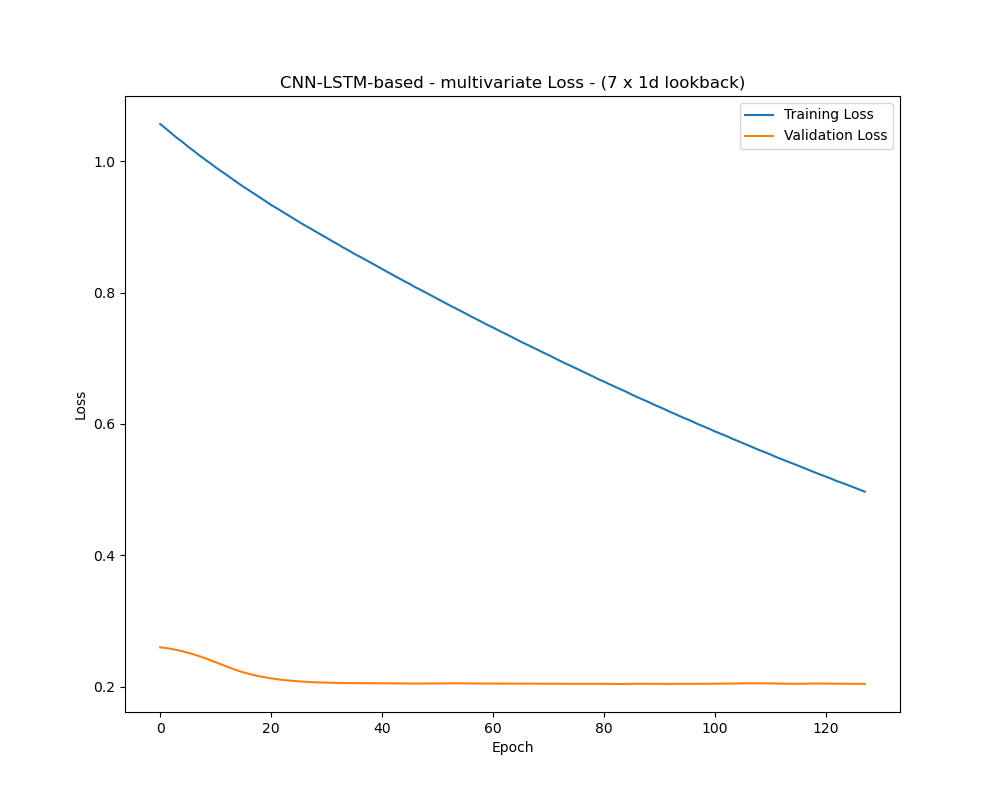 CNN-LSTM-based - multivariate Loss - (7 x 1d lookback)
Training Loss
Validation Loss
1.0
0.8
0.6
0.4
0.2
Loss
0 20 40 60 80 100 120
Epoch